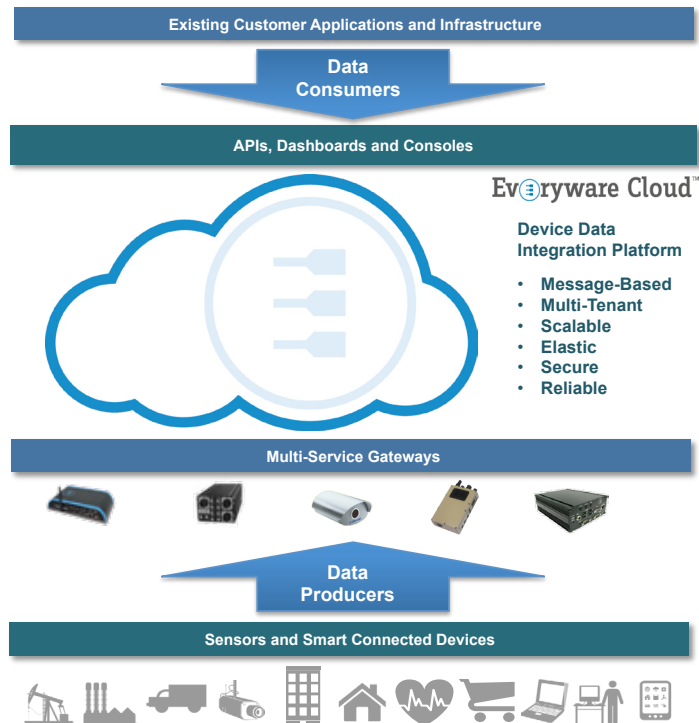 Existing Customer Applications and Infrastructure
Data
Consumers
APIs, Dashboards and Consoles
Everyware Cloud™
Device Data
Integration Platform
• Message-Based
• Multi-Tenant
• Scalable
• Elastic
• Secure
• Reliable
Multi-Service Gateways
Data
Producers
Sensors and Smart Connected Devices